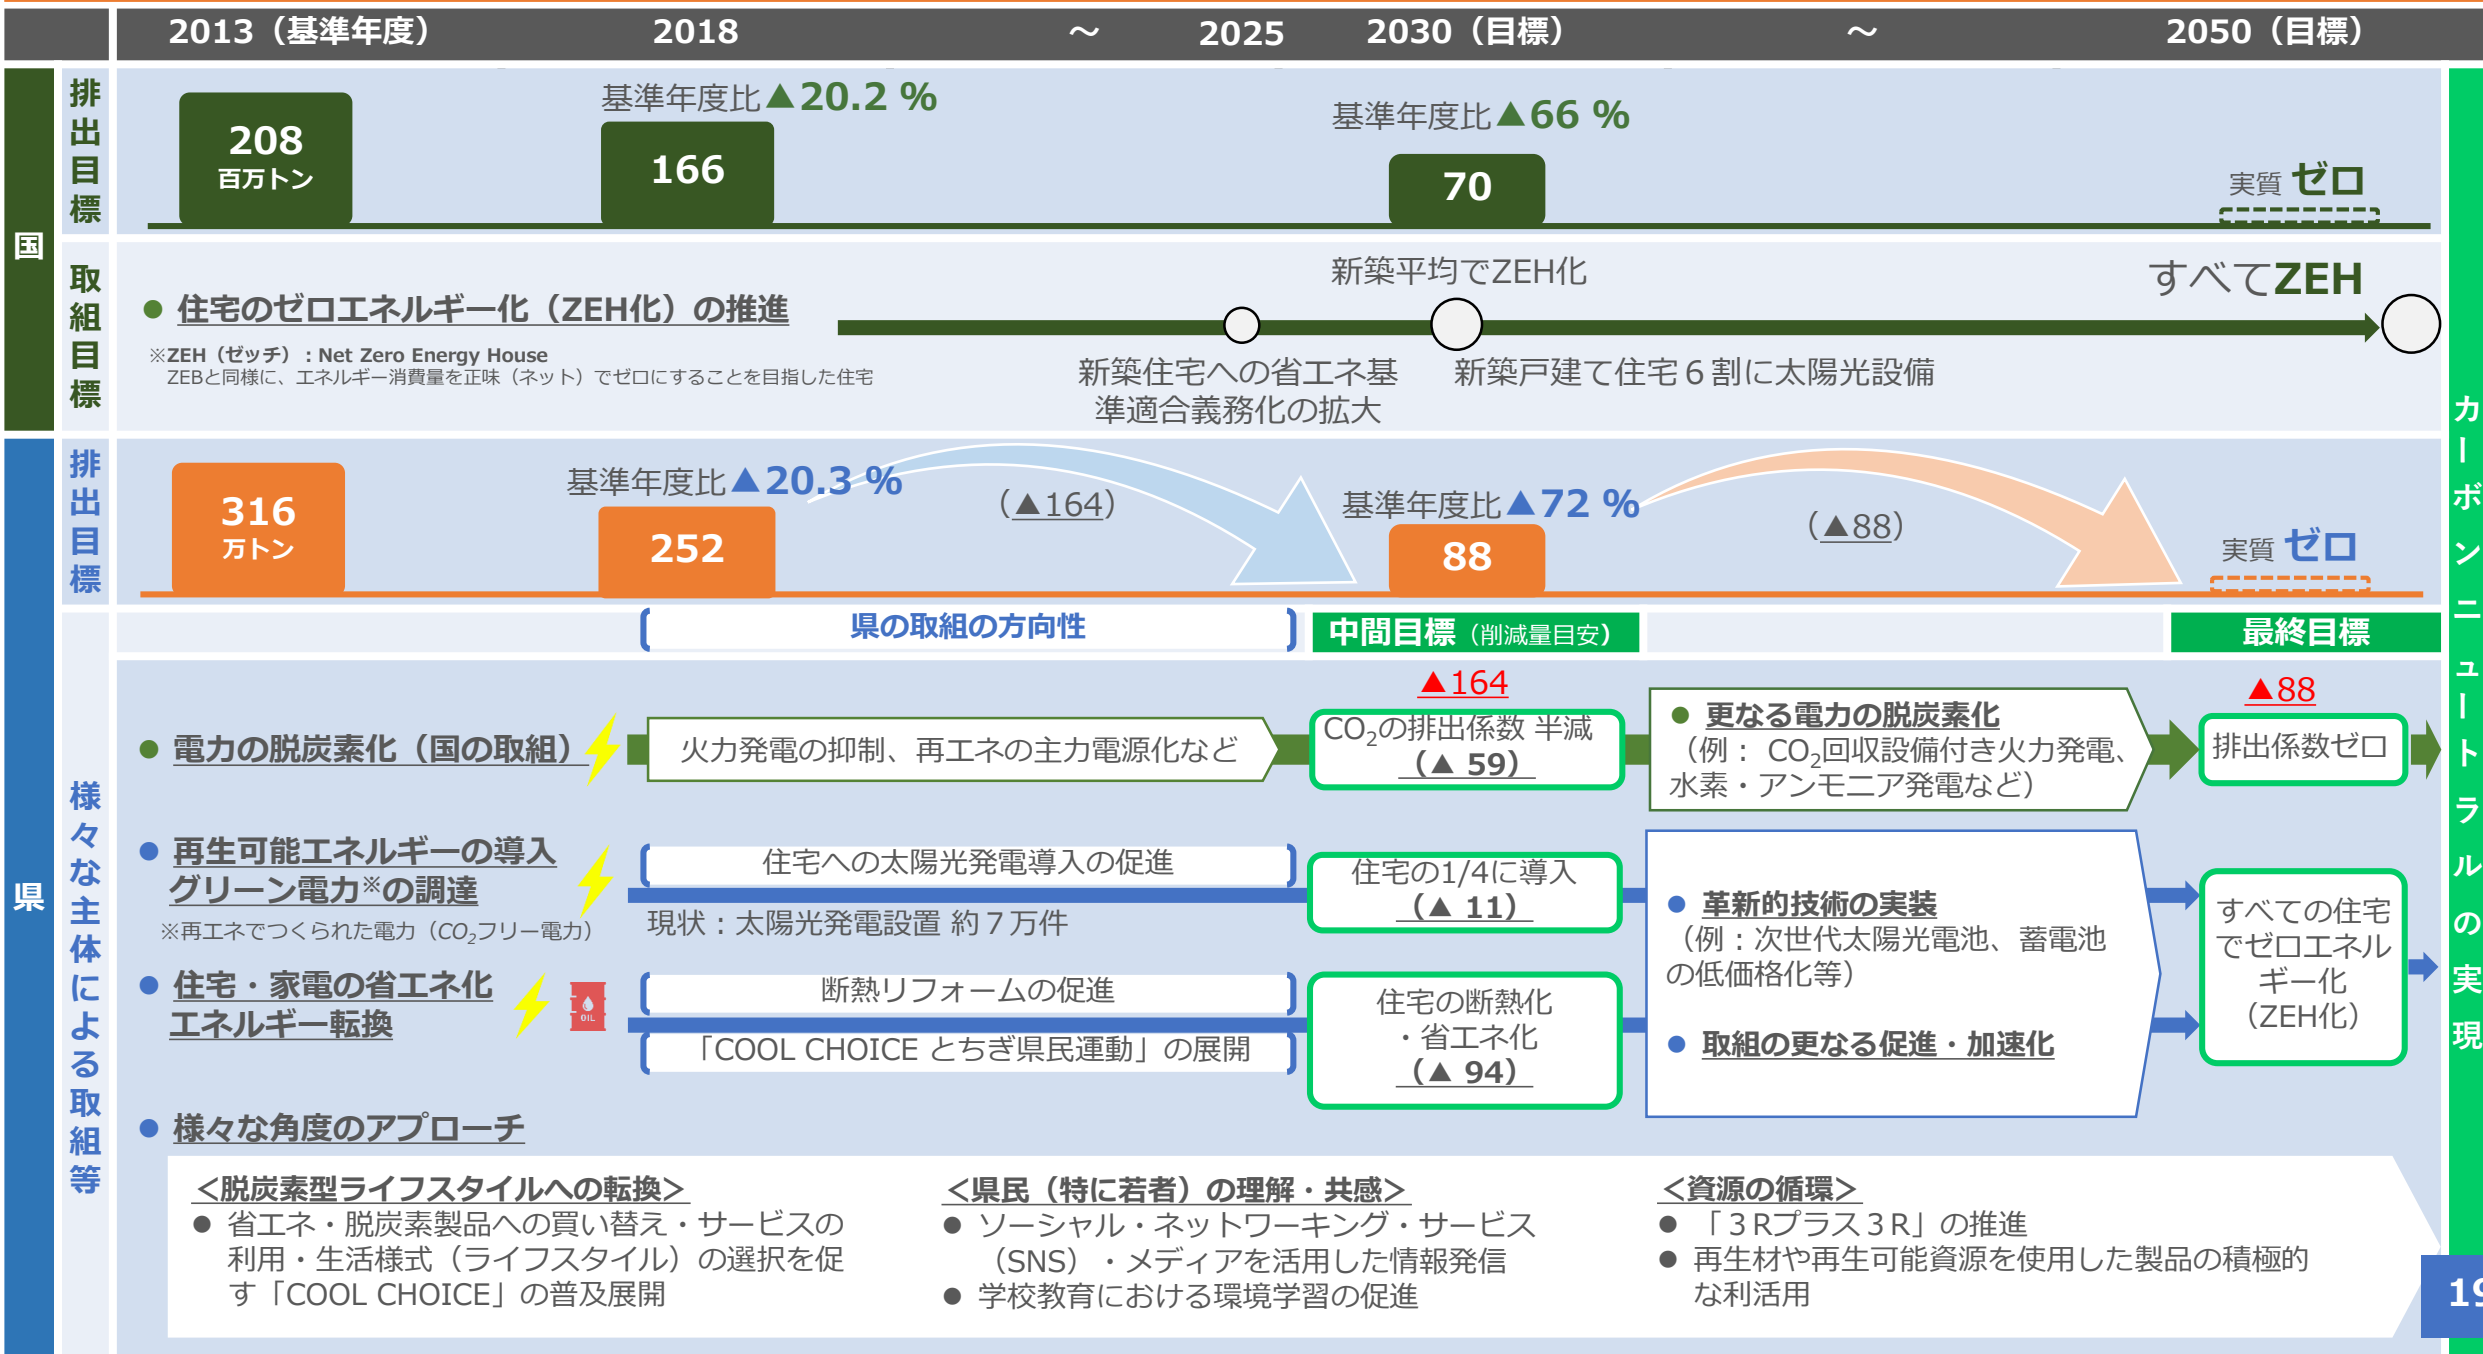 2013（基準年度） 2018 ～ 2025 2030（目標） ～ 2050（目標）
国
排出目標
208
百万トン
基準年度比▲20.2 %
166
基準年度比▲66 %
70
実質 ゼロ
取組目標
● 住宅のゼロエネルギー化（ZEH化）の推進
※ZEH（ゼッチ）：Net Zero Energy House
ZEBと同様に、エネルギー消費量を正味（ネット）でゼロにすることを目指した住宅
新築平均でZEH化
すべてZEH
新築住宅への省エネ基
準適合義務化の拡大
新築戸建て住宅６割に太陽光設備
県
排出目標
316
万トン
基準年度比▲20.3 %
252
（▲164）
基準年度比▲72 %
88
（▲88）
実質 ゼロ
様々な主体による取組等
県の取組の方向性
中間目標（削減量目安）
最終目標
▲164
▲88
● 電力の脱炭素化（国の取組）
火力発電の抑制、再エネの主力電源化など
CO2の排出係数 半減
（▲ 59）
● 更なる電力の脱炭素化
（例： CO2回収設備付き火力発電、
水素・アンモニア発電など）
排出係数ゼロ
● 再生可能エネルギーの導入
グリーン電力※の調達
※再エネでつくられた電力（CO2フリー電力）
住宅への太陽光発電導入の促進
現状：太陽光発電設置 約７万件
住宅の1/4に導入
（▲ 11）
● 住宅・家電の省エネ化
エネルギー転換
OIL
断熱リフォームの促進
「COOL CHOICE とちぎ県民運動」の展開
住宅の断熱化
・省エネ化
（▲ 94）
● 革新的技術の実装
（例：次世代太陽光電池、蓄電池
の低価格化等）
● 取組の更なる促進・加速化
すべての住宅
でゼロエネル
ギー化
（ZEH化）
● 様々な角度のアプローチ
＜脱炭素型ライフスタイルへの転換＞
● 省エネ・脱炭素製品への買い替え・サービスの
利用・生活様式（ライフスタイル）の選択を促
す「COOL CHOICE」の普及展開
＜県民（特に若者）の理解・共感＞
● ソーシャル・ネットワーキング・サービス
（SNS）・メディアを活用した情報発信
● 学校教育における環境学習の促進
＜資源の循環＞
● 「３Rプラス３R」の推進
● 再生材や再生可能資源を使用した製品の積極的
な利活用
カーボンニュートラルの実現
19